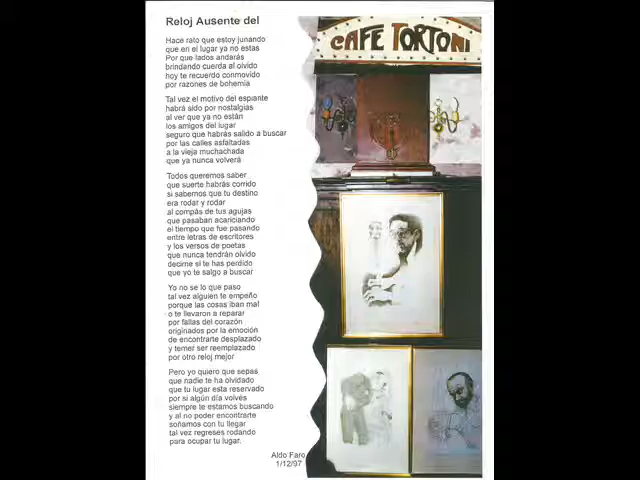 Reloj Ausente del
CAFE TORTONI
Hace rato que estoy junando
que en el lugar ya no estas
Por que lados andarás
brindando cuerda al olvido
hoy te recuerdo conmovido
por razones de bohemia
Tal vez el motivo del espiante
habrá sido por nostalgias
al ver que ya no están
los amigos del lugar
seguro que habrás salido a buscar
por las calles asfaltadas
a la vieja muchachada
que ya nunca volverá
Todos queremos saber
que suerte habrás corrido
si sabemos que tu destino
era rodar y rodar
al compás de tus agujas
que pasaban acariciando
el tiempo que fue pasando
entre letras de escritores
y los versos de poetas
que nunca tendrán olvido
decime si te has perdido
que yo te salgo a buscar
Yo no se lo que paso
tal vez alguien te empeño
porque las cosas iban mal
o te llevaron a reparar
por fallas del corazón
originados por la emoción
de encontrarte desplazado
y temer ser reemplazado
por otro reloj mejor
Pero yo quiero que sepas
que nadie te ha olvidado
que tu lugar esta reservado
por si algún día volvés
siempre te estamos buscando
y al no poder encontrarte
soñamos con tu llegar
tal vez regreses rodando
para ocupar tu lugar.
Aldo Faro
1/12/97